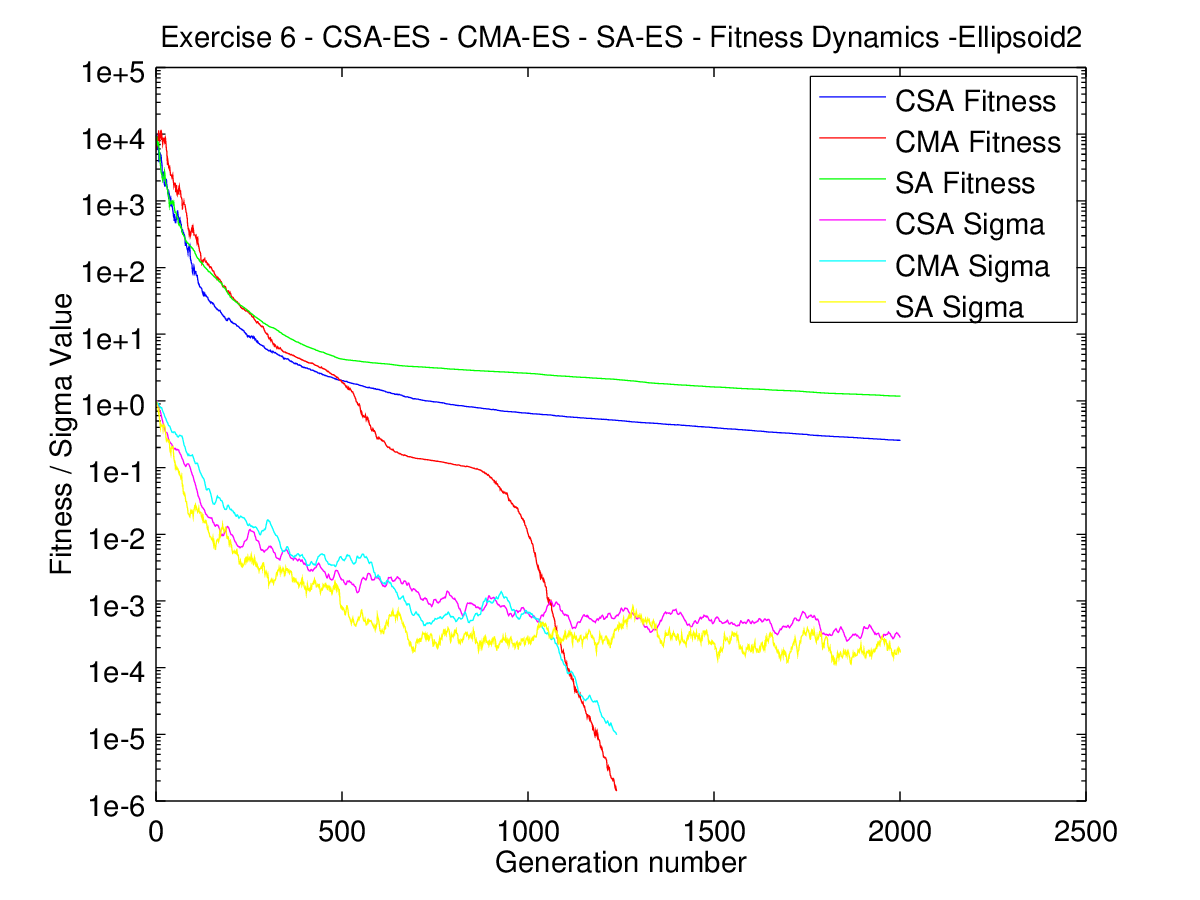 Exercise 6 - CSA-ES - CMA-ES - SA-ES - Fitness Dynamics -Ellipsoid2
1e+5
1e+4
1e+3
1e+2
1e+1
1e+0
1e-1
1e-2
1e-3
1e-4
1e-5
1e-6
Fitness / Sigma Value
CSA Fitness
CMA Fitness
SA Fitness
CSA Sigma
CMA Sigma
SA Sigma
0 500 1000 1500 2000 2500
Generation number